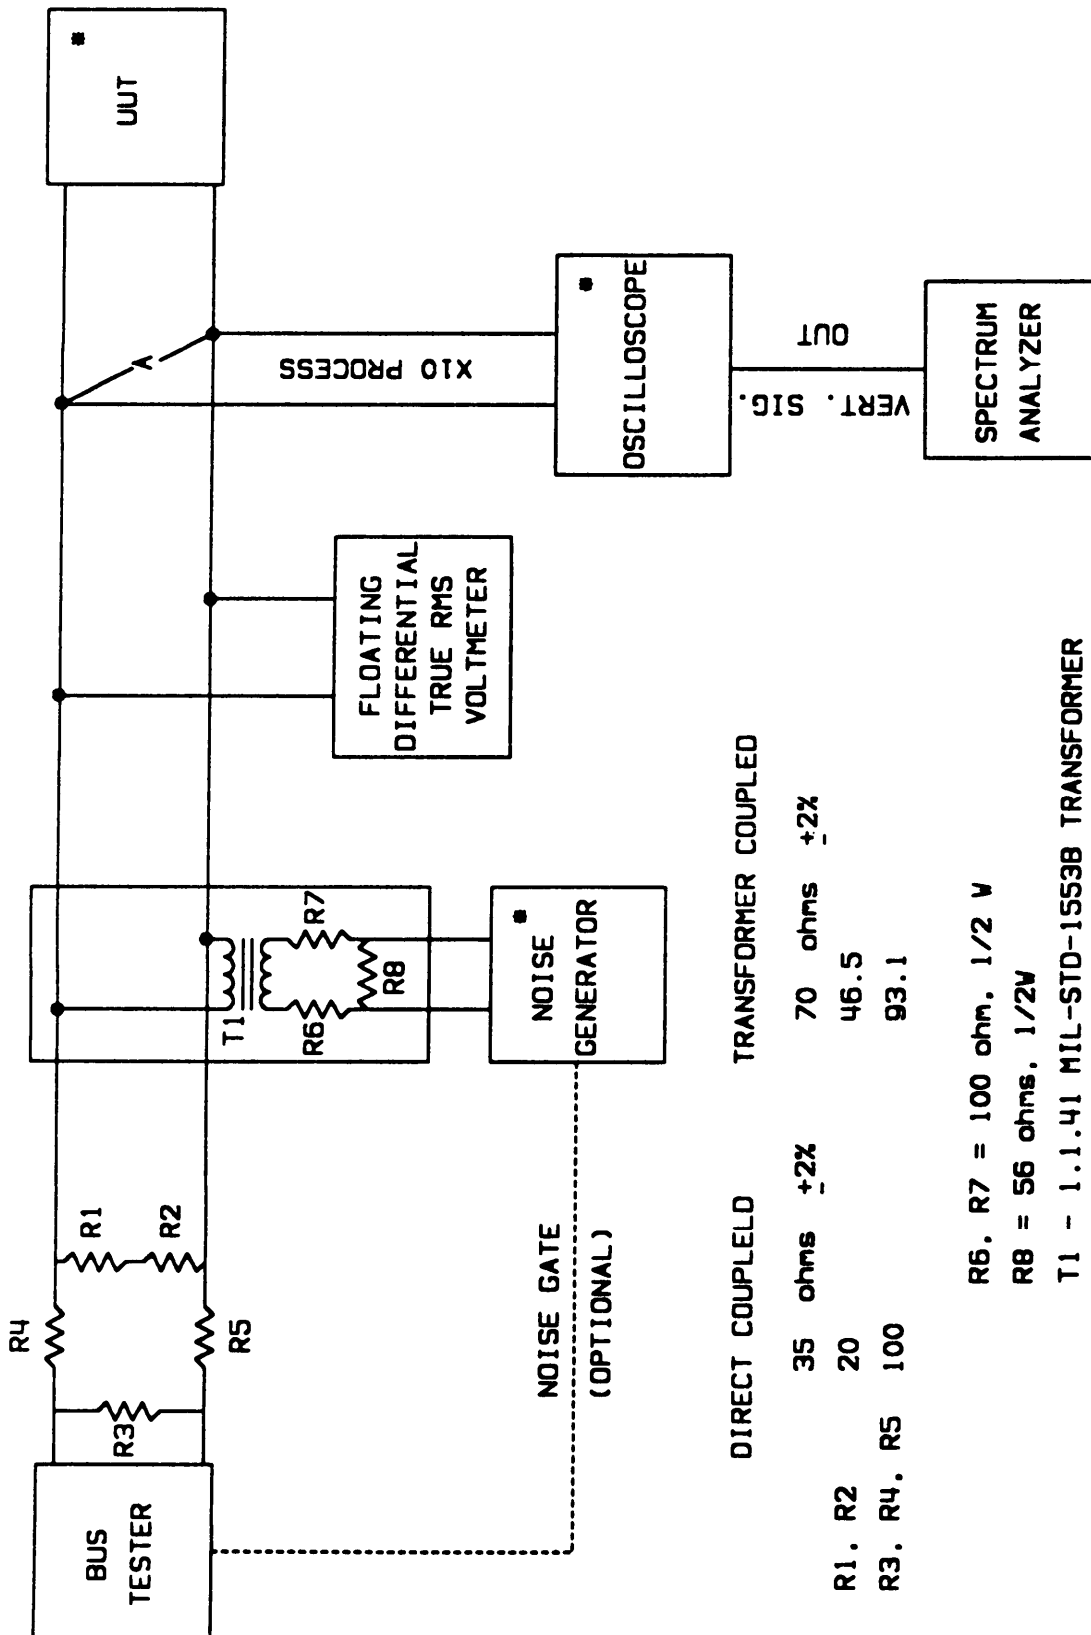 BUS
TESTER
R3
R4
R5
R1
R2
T1
R6
R7
R8
*
NOISE
GENERATOR
NOISE GATE
(OPTIONAL)
FLOATING
DIFFERENTIAL
TRUE RMS
VOLTMETER
X10 PROCESS
A
*
UUT
*
OSCILLOSCOPE
VERT. SIG.
OUT
SPECTRUM
ANALYZER
DIRECT COUPLELD TRANSFORMER COUPLED
35 ohms ±2% 70 ohms ±2%
R1. R2 20 46.5
R3. R4. R5 100 93.1
R6. R7 = 100 ohm. 1/2 W
R8 = 56 ohms. 1/2W
T1 - 1.1.41 MIL-STD-1553B TRANSFORMER